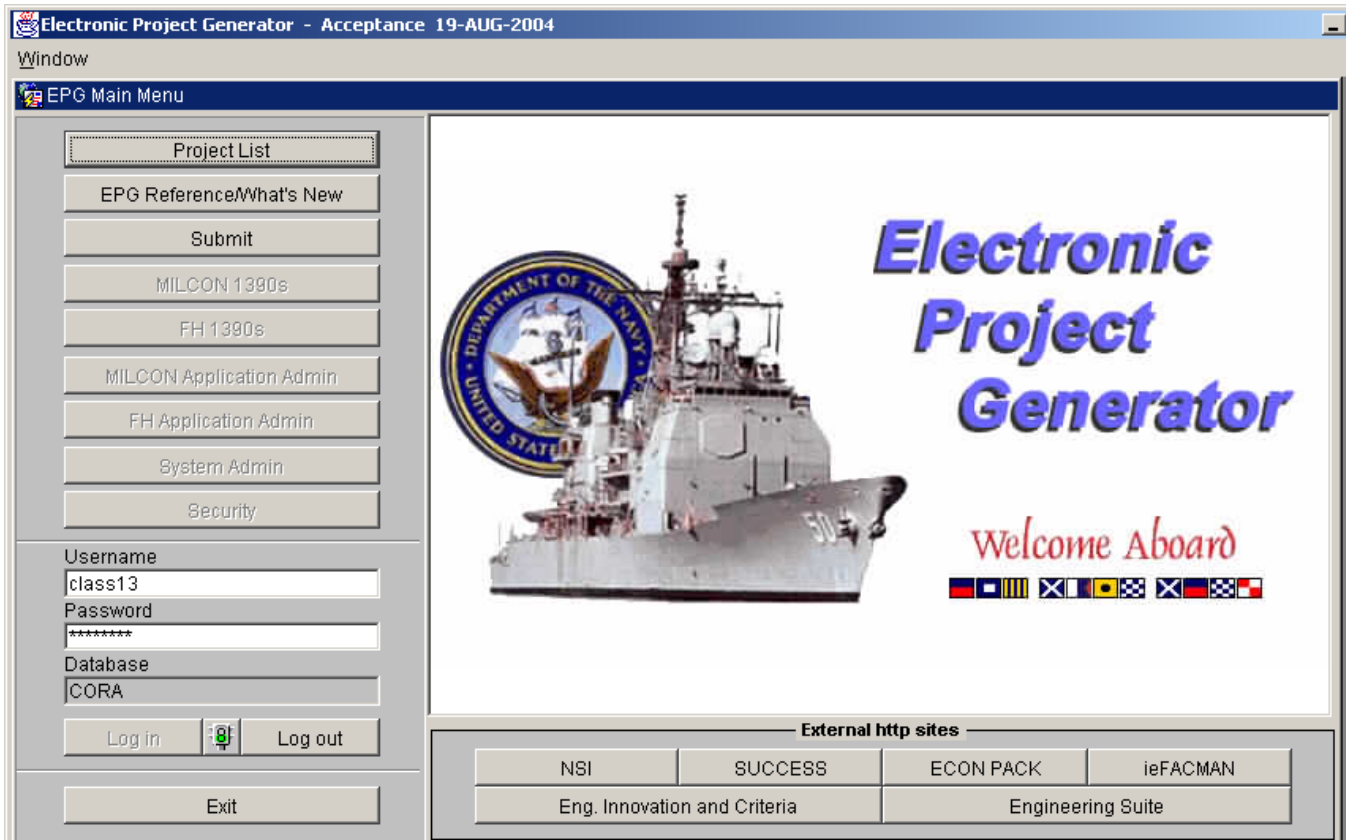 Electronic Project Generator - Acceptance 19-AUG-2004
Window
EPG Main Menu
Project List
EPG Reference/What's New
Submit
MILCON 1390s
FH 1390s
MILCON Application Admin
FH Application Admin
System Admin
Security
Username
class13
Password
********
Database
CORA
Log in
Log out
Exit
DEPARTMENT OF THE NAVY
UNITED STATES
50
Electronic
Project
Generator
Welcome Aboard
External http sites
NSI
SUCCESS
ECON PACK
ieFACMAN
Eng. Innovation and Criteria
Engineering Suite